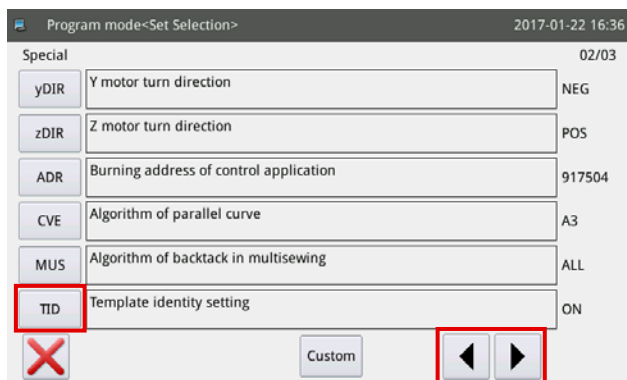 Program mode<Set Selection> 2017-01-22 16:36
Special 02/03
yDIR Y motor turn direction NEG
zDIR Z motor turn direction POS
ADR Burning address of control application 917504
CVE Algorithm of parallel curve A3
MUS Algorithm of backtack in multisewing ALL
TID Template identity setting ON
Custom